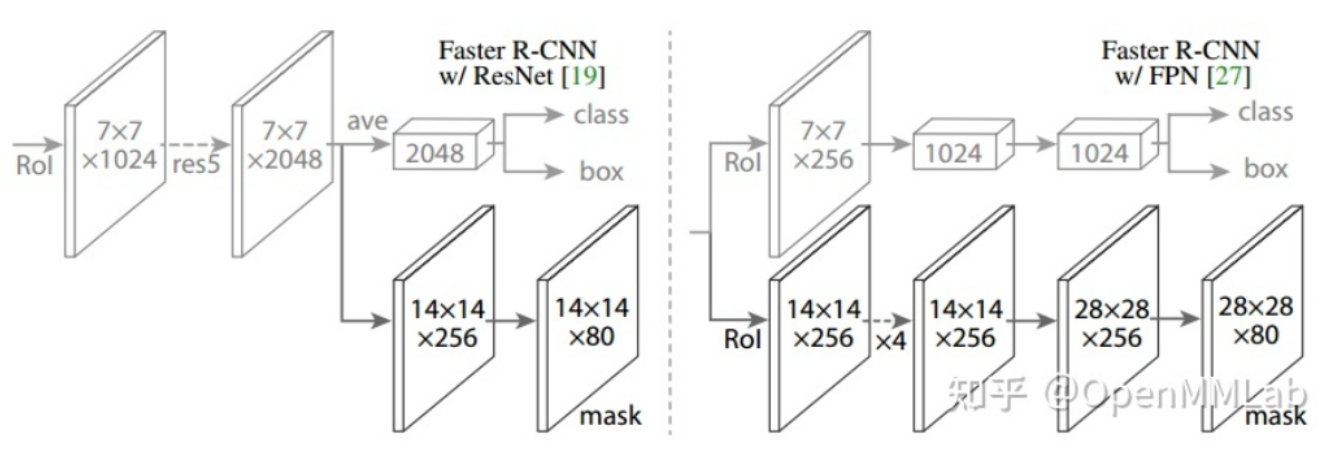 Faster R-CNN
w/ ResNet [19]
RoI
7×7
×1024
res5
7×7
×2048
ave
2048
class
box
14×14
×256
14×14
×80
mask
Faster R-CNN
w/ FPN [27]
RoI
7×7
×256
1024
1024
class
box
RoI
14×14
×256
×4
14×14
×256
28×28
×256
28×28
×80
mask
知乎 @OpenMMLab